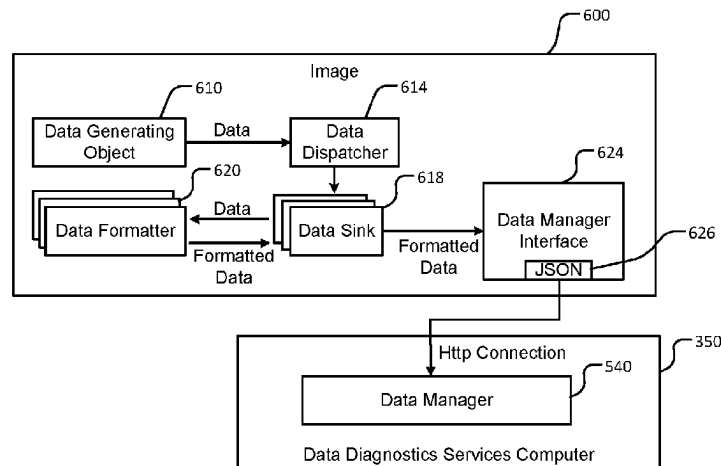 600
Image
610
614
Data Generating
Object
Data
Data
Dispatcher
624
620
618
Data
Data Formatter
Data Sink
Data Manager
Interface
626
Formatted
Data
Formatted
Data
JSON
350
Http Connection
540
Data Manager
Data Diagnostics Services Computer